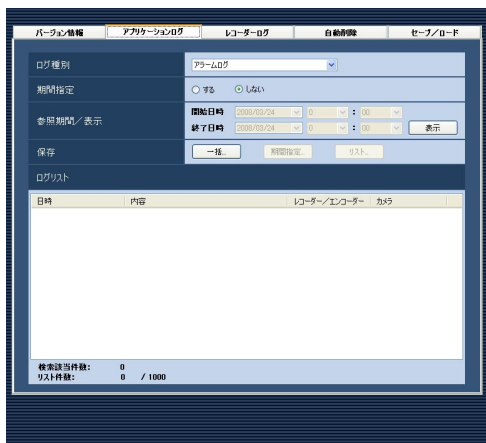 バージョン情報 アプリケーションログ レコーダーログ 自動削除 セーブ/ロード
ログ種別 アラームログ
期間指定 する しない
参照期間/表示 開始日時 2008/03/24 0 : 00
終了日時 2008/03/24 0 : 00 表示
保存 一括... 期間指定... リスト...
ログリスト
日時 内容 レコーダー/エンコーダー カメラ
検索該当件数: 0
リスト件数: 0 / 1000